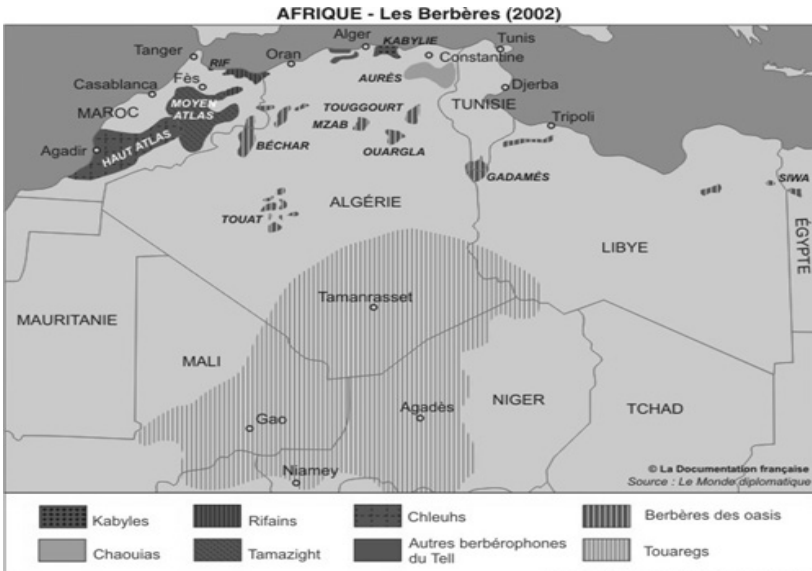 AFRIQUE - Les Berbères (2002)
Tanger
RIF
Oran
Alger
KABYLIE
Tunis
Constantine
Casablanca
Fès
AURÈS
Djerba
MAROC
MOYEN
ATLAS
TOUGGOURT
TUNISIE
MZAB
Tripoli
Agadir
HAUT ATLAS
BÉCHAR
OUARGLA
GADAMÈS
SIWA
TOUAT
ALGÉRIE
LIBYE
ÉGYPTE
MAURITANIE
Tamanrasset
MALI
NIGER
TCHAD
Gao
Agadès
Niamey
© La Documentation française
Source : Le Monde diplomatique
Kabyles
Rifains
Chleuhs
Berbères des oasis
Chaouias
Tamazight
Autres berbérophones
du Tell
Touaregs